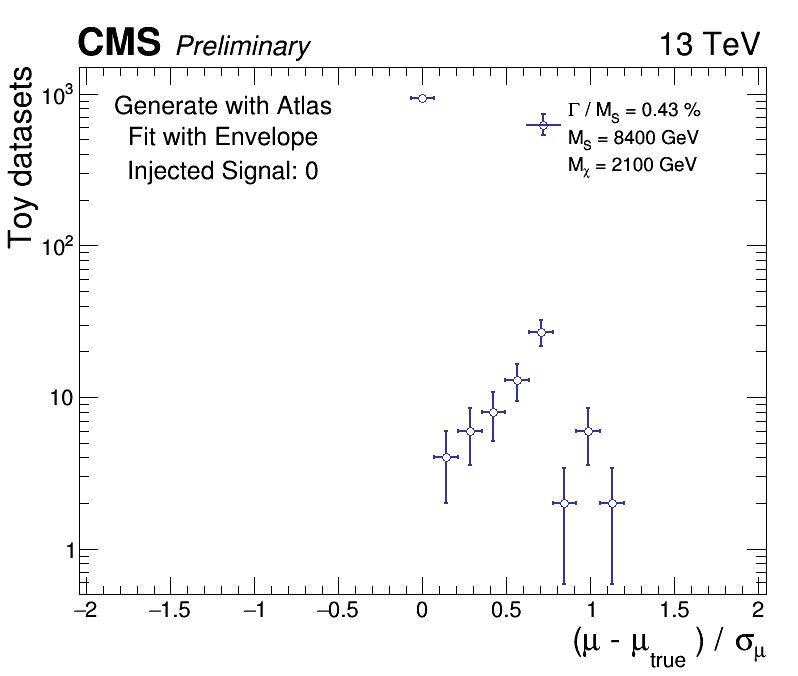 CMS Preliminary 13 TeV
Toy datasets
10³
10²
10
1
Generate with Atlas
Fit with Envelope
Injected Signal: 0
Γ / M_S = 0.43 %
M_S = 8400 GeV
M_χ = 2100 GeV
−2 −1.5 −1 −0.5 0 0.5 1 1.5 2
(μ - μ_true) / σ_μ